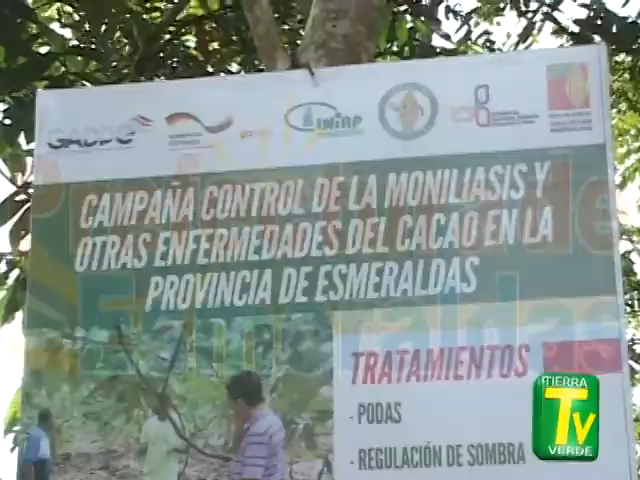 GADPE
INIAP
CAMPAÑA CONTROL DE LA MONILIASIS Y
OTRAS ENFERMEDADES DEL CACAO EN LA
PROVINCIA DE ESMERALDAS
Esmeraldas
TRATAMIENTOS
- PODAS
- REGULACIÓN DE SOMBRA
TIERRA
TV
VERDE